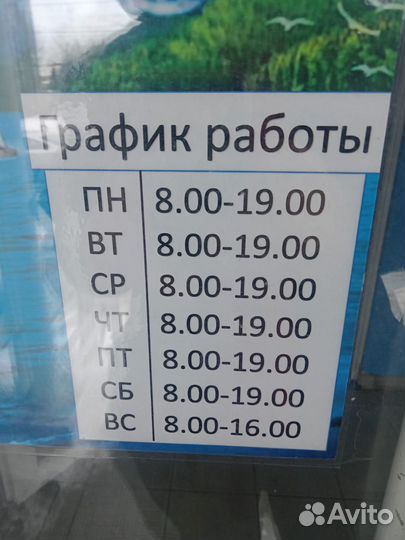 График работы
ПН 8.00-19.00
ВТ 8.00-19.00
СР 8.00-19.00
ЧТ 8.00-19.00
ПТ 8.00-19.00
СБ 8.00-19.00
ВС 8.00-16.00
Avito